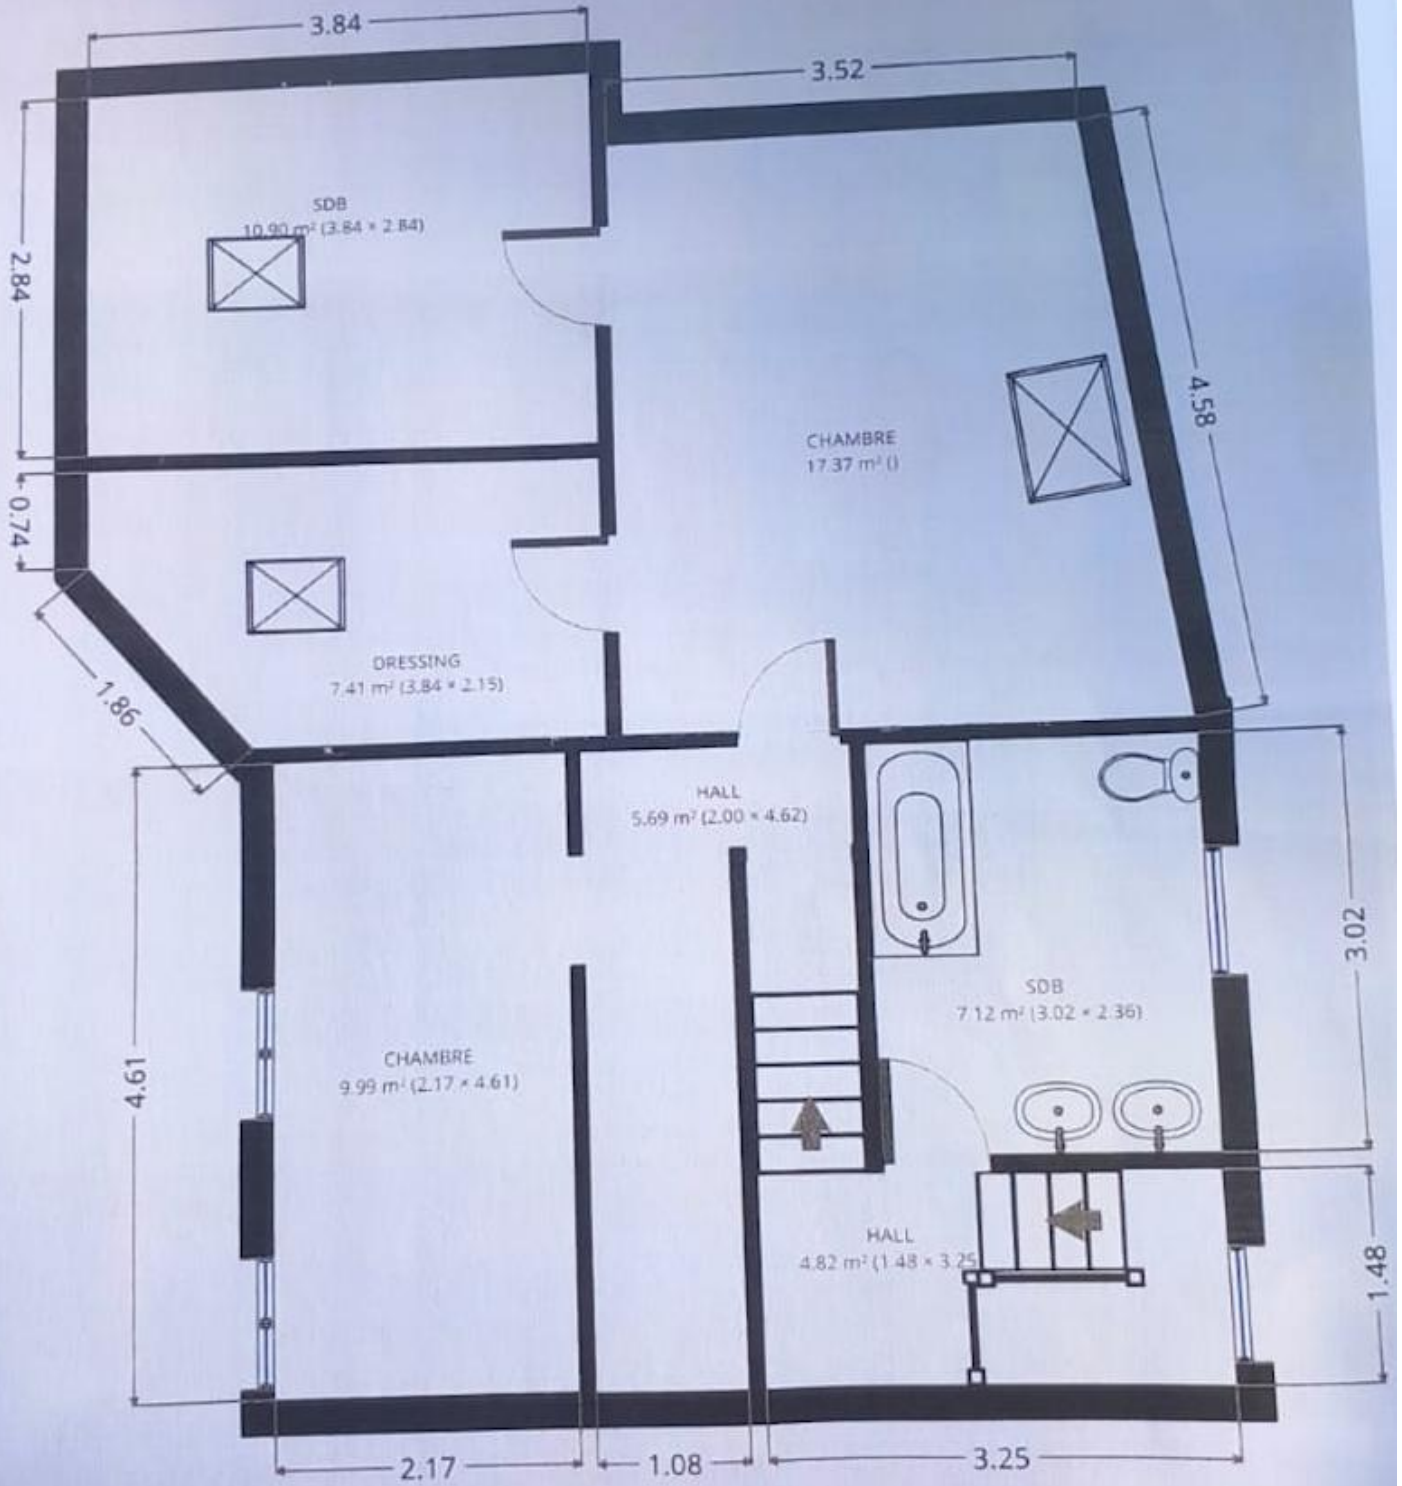 3.84
3.52
2.84
SDB
10.90 m² (3.84 × 2.84)
4.58
CHAMBRE
17.37 m² ()
0.74
DRESSING
7.41 m² (3.84 × 2.15)
1.86
HALL
5.69 m² (2.00 × 4.62)
3.02
SDB
7.12 m² (3.02 × 2.36)
4.61
CHAMBRE
9.99 m² (2.17 × 4.61)
HALL
4.82 m² (1.48 × 3.25
1.48
2.17
1.08
3.25